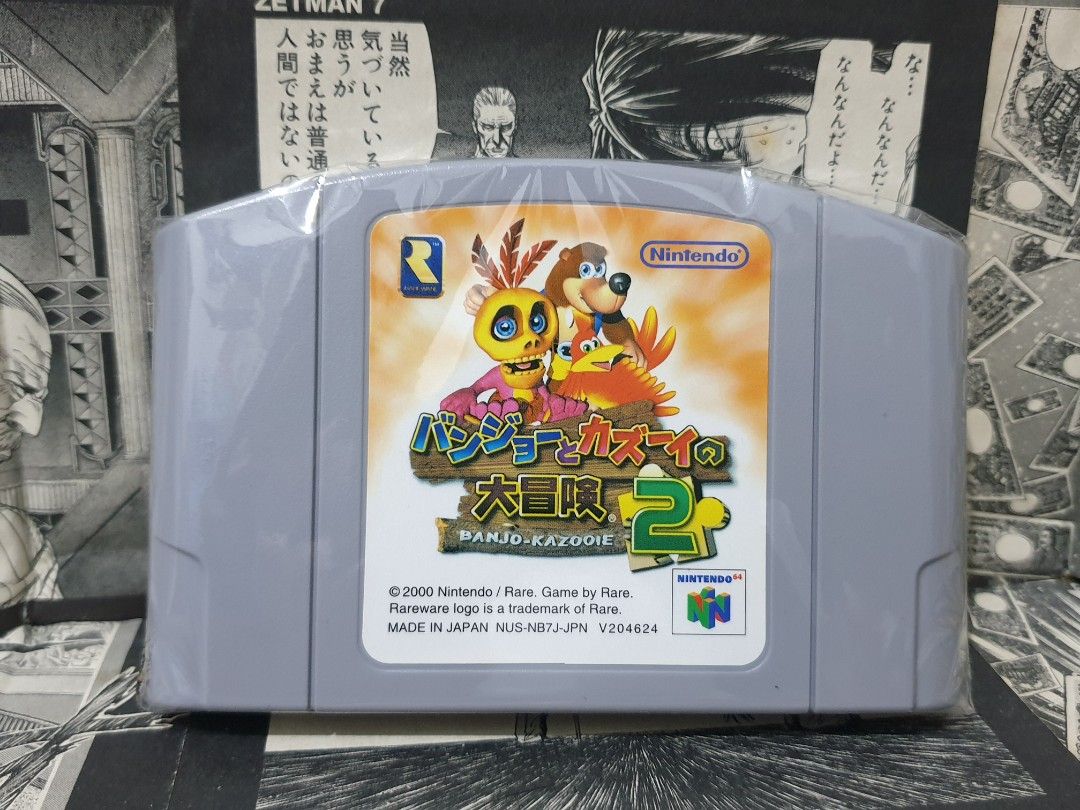 ZETMAN 7
当然
気づいている
思うが
おまえは普通
人間ではない
な…
なんなんだ…
なんなんだよ…
RAREWARE
Nintendo
バンジョーとカズーイの
大冒険 2
BANJO-KAZOOIE
© 2000 Nintendo / Rare. Game by Rare.
Rareware logo is a trademark of Rare.
MADE IN JAPAN NUS-NB7J-JPN V204624
NINTENDO 64